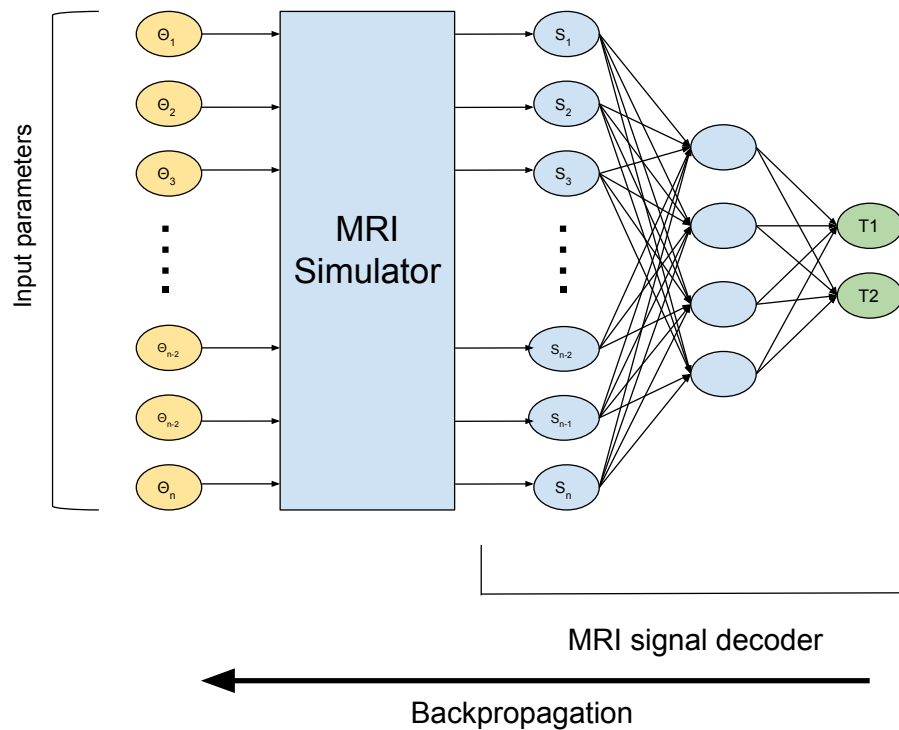 Input parameters
Θ1
Θ2
Θ3
Θn-2
Θn-2
Θn
MRI
Simulator
S1
S2
S3
Sn-2
Sn-1
Sn
T1
T2
MRI signal decoder
Backpropagation